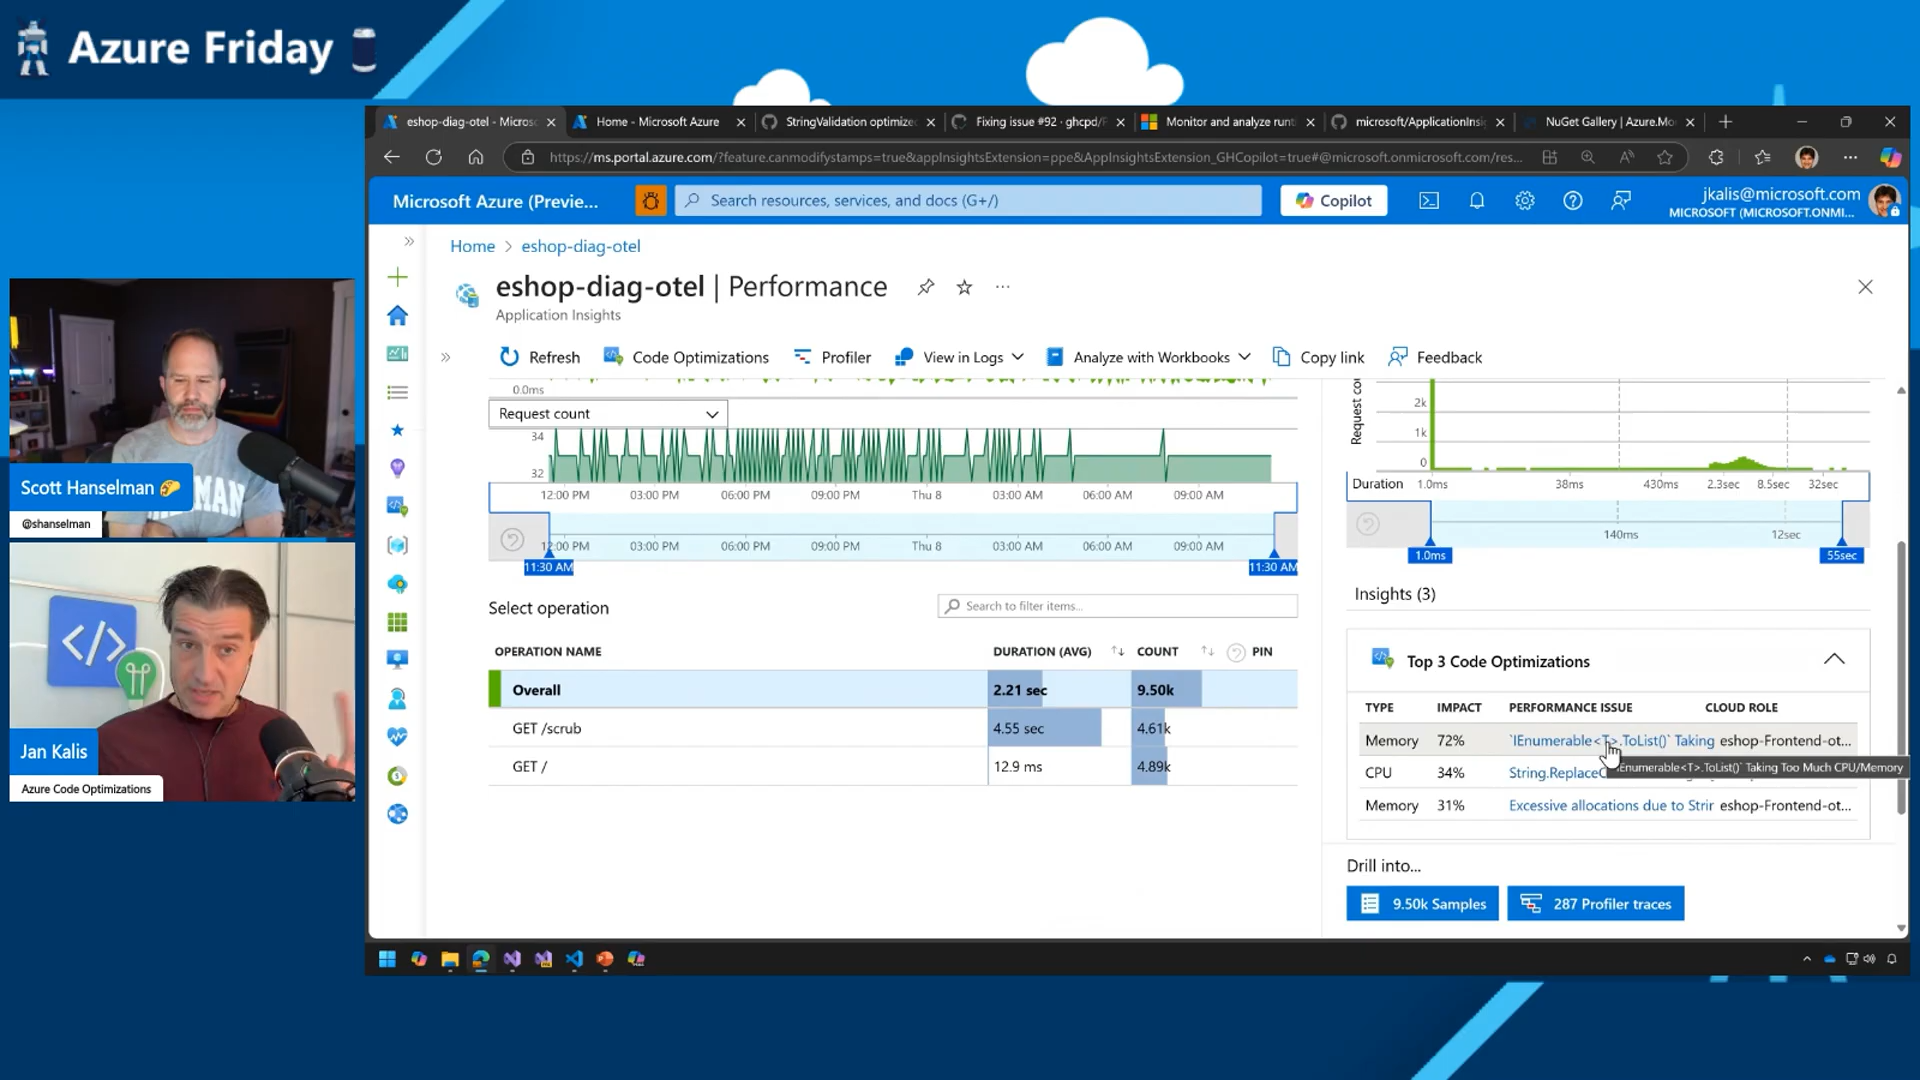 Azure Friday
eshop-diag-otel - Microsc
Home - Microsoft Azure
StringValidation optimize
Fixing issue #92 · ghcpd/F
Monitor and analyze runti
microsoft/ApplicationInsig
NuGet Gallery | Azure.Mo
https://ms.portal.azure.com/?feature.canmodifystamps=true&appInsightsExtension=ppe&AppInsightsExtension_GHCopilot=true#@microsoft.onmicrosoft.com/res...
Microsoft Azure (Previe...
Search resources, services, and docs (G+/)
Copilot
jkalis@microsoft.com
MICROSOFT (MICROSOFT.ONMI...
Home > eshop-diag-otel
eshop-diag-otel | Performance
Application Insights
Refresh
Code Optimizations
Profiler
View in Logs
Analyze with Workbooks
Copy link
Feedback
0.0ms
Request count
34
32
12:00 PM 03:00 PM 06:00 PM 09:00 PM Thu 8 03:00 AM 06:00 AM 09:00 AM
12:00 PM 03:00 PM 06:00 PM 09:00 PM Thu 8 03:00 AM 06:00 AM 09:00 AM
11:30 AM 11:30 AM
Select operation
Search to filter items...
OPERATION NAME DURATION (AVG) COUNT PIN
Overall 2.21 sec 9.50k
GET /scrub 4.55 sec 4.61k
GET / 12.9 ms 4.89k
Request co
2k
1k
0
Duration 1.0ms 38ms 430ms 2.3sec 8.5sec 32sec
140ms 12sec
1.0ms 55sec
Insights (3)
Top 3 Code Optimizations
TYPE IMPACT PERFORMANCE ISSUE CLOUD ROLE
Memory 72% `IEnumerable<T>.ToList()` Taking eshop-Frontend-ot...
CPU 34% String.ReplaceC
IEnumerable<T>.ToList()` Taking Too Much CPU/Memory
Memory 31% Excessive allocations due to Strir eshop-Frontend-ot...
Drill into...
9.50k Samples
287 Profiler traces
Scott Hanselman
@shanselman
MAN
Jan Kalis
Azure Code Optimizations